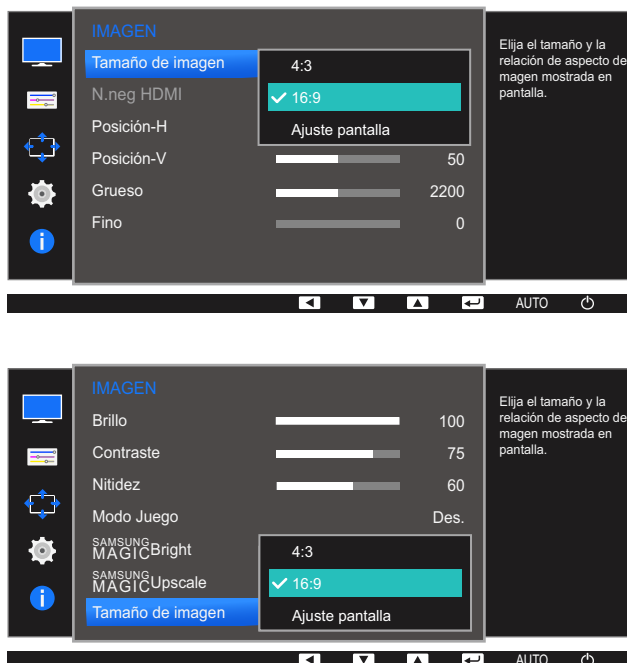 IMAGEN
Tamaño de imagen
4:3
N.neg HDMI
16:9
Posición-H
Ajuste pantalla
Posición-V
50
Grueso
2200
Fino
0
Elija el tamaño y la
relación de aspecto de
magen mostrada en
pantalla.
AUTO
IMAGEN
Brillo
100
Contraste
75
Nitidez
60
Modo Juego
Des.
SAMSUNG
MAGICBright
4:3
SAMSUNG
MAGICUpscale
16:9
Tamaño de imagen
Ajuste pantalla
Elija el tamaño y la
relación de aspecto de
magen mostrada en
pantalla.
AUTO